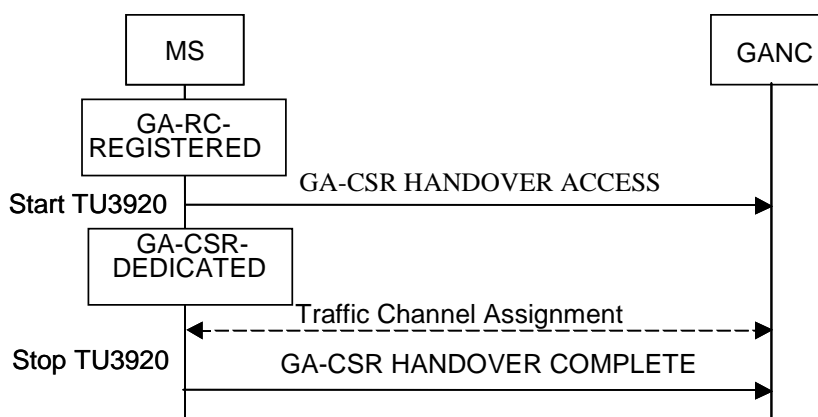 MS
GANC
GA-RC-
REGISTERED
GA-CSR HANDOVER ACCESS
Start TU3920
GA-CSR-
DEDICATED
Traffic Channel Assignment
Stop TU3920
GA-CSR HANDOVER COMPLETE